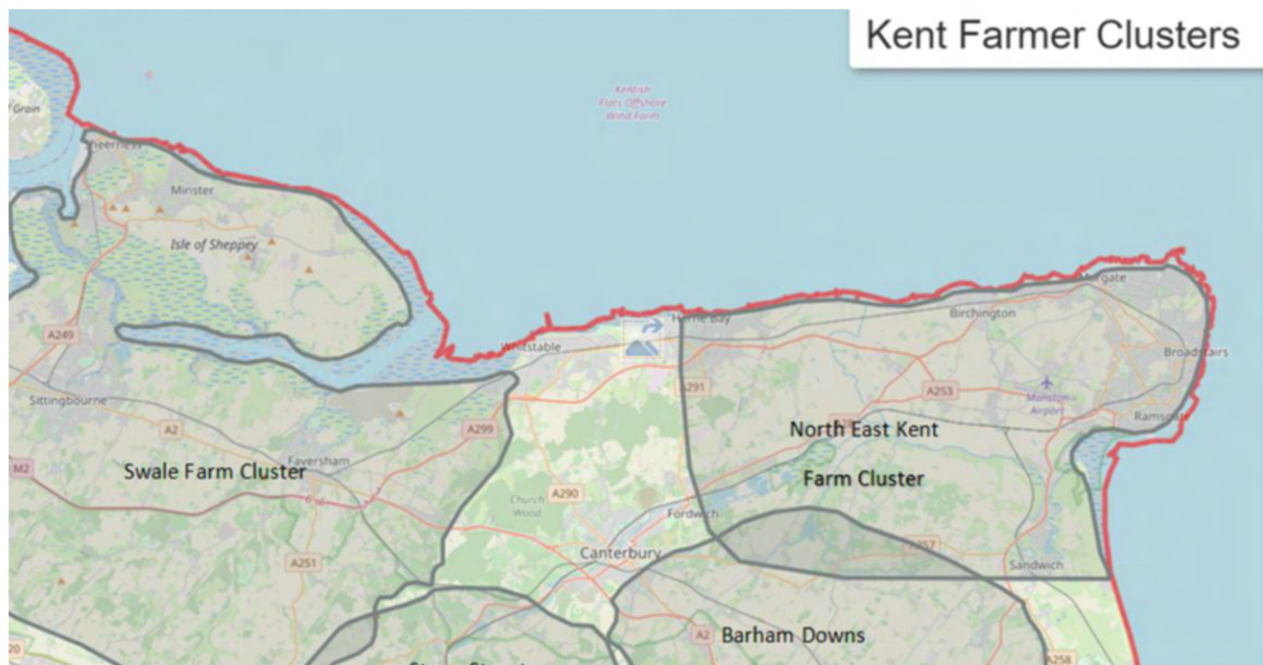 Kent Farmer Clusters
Kentish
Flats Offshore
Wind Farm
Grain
Sheerness
Minster
Isle of Sheppey
A249
Whitstable
Herne Bay
Margate
Birchington
Broadstairs
A291
A253
Manston
Airport
Ramsgate
Sittingbourne
A2
A299
North East Kent
Farm Cluster
M2
Swale Farm Cluster
Faversham
A290
Church
Wood
Fordwich
Canterbury
A257
Sandwich
A251
A2
Barham Downs
20
A258